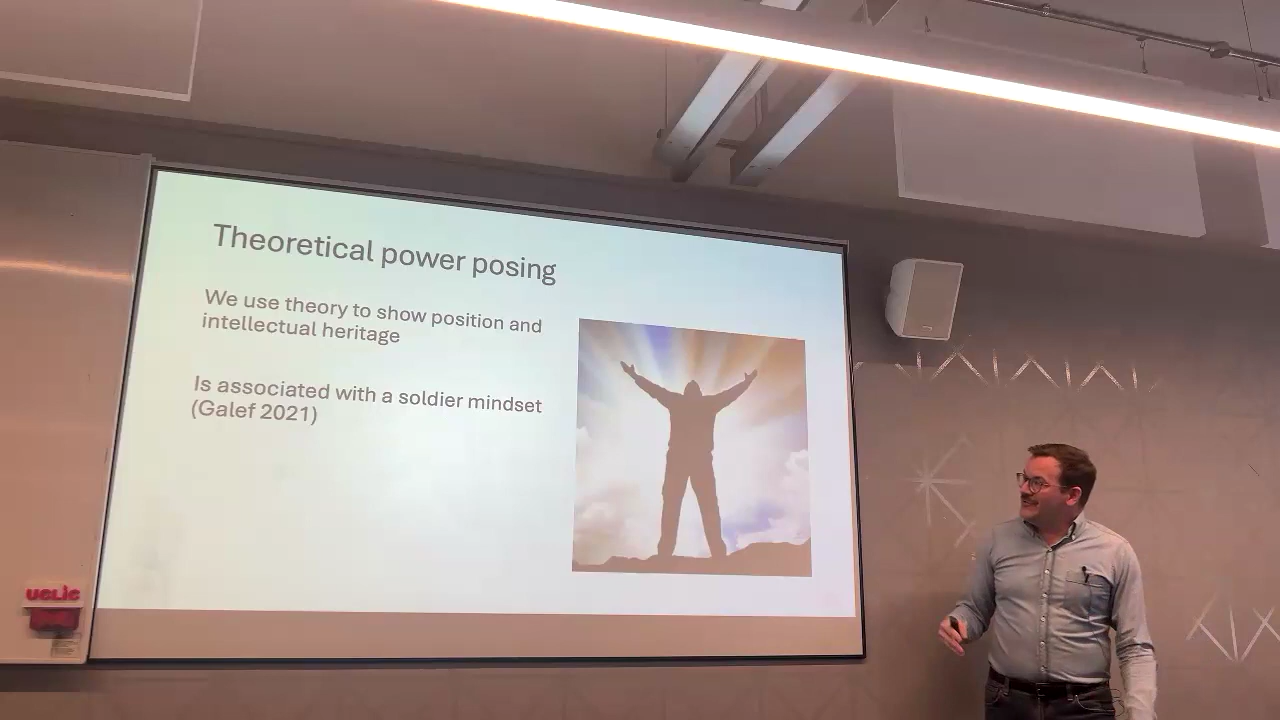 Theoretical power posing
We use theory to show position and
intellectual heritage
Is associated with a soldier mindset
(Galef 2021)
uclic